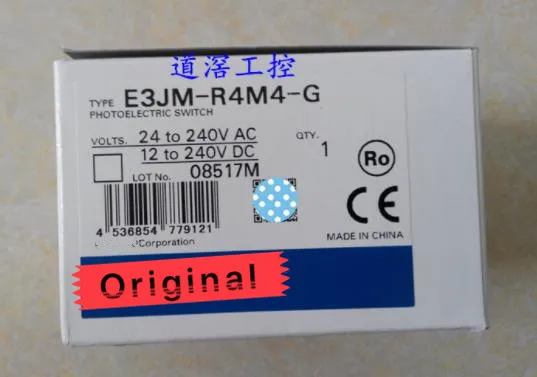 道滘工控
TYPE E3JM-R4M4-G
PHOTOELECTRIC SWITCH
VOLTS. 24 to 240V AC QTY.
12 to 240V DC 1
LOT No. 08517M
Ro
CE
4 536854 779121
Corporation
MADE IN CHINA
Original